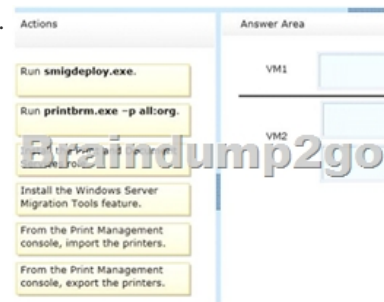 Actions
Answer Area
Run smigdeploy.exe.
VM1
Run printbrm.exe -p all:org.
VM2
Braindump2go
Install the Windows Server
Migration Tools feature.
From the Print Management
console, import the printers.
From the Print Management
console, export the printers.